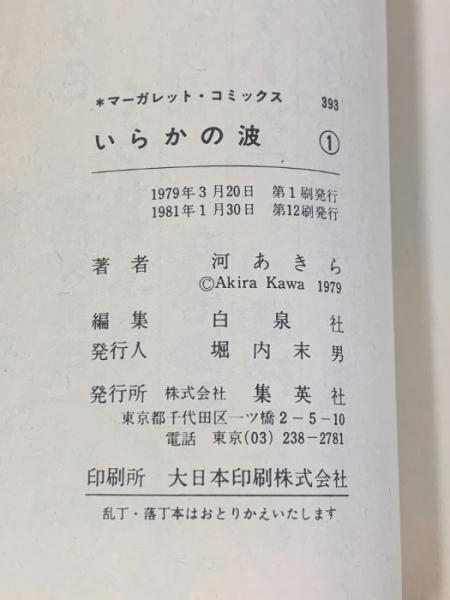 *マーガレット・コミックス 393
いらかの波 ①
1979年3月20日 第1刷発行
1981年1月30日 第12刷発行
著者 河あきら
©Akira Kawa 1979
編集 白泉社
発行人 堀内末男
発行所 株式会社 集英社
東京都千代田区一ツ橋2-5-10
電話 東京(03) 238-2781
印刷所 大日本印刷株式会社
乱丁・落丁本はおとりかえいたします